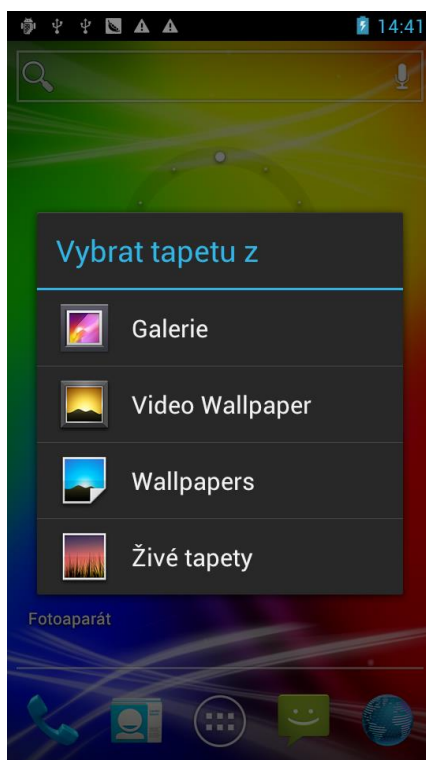 14:41
Vybrat tapetu z
Galerie
Video Wallpaper
Wallpapers
Živé tapety
Fotoaparát